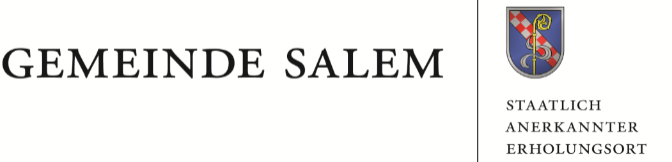 GEMEINDE SALEM
STAATLICH
ANERKANNTER
ERHOLUNGSORT